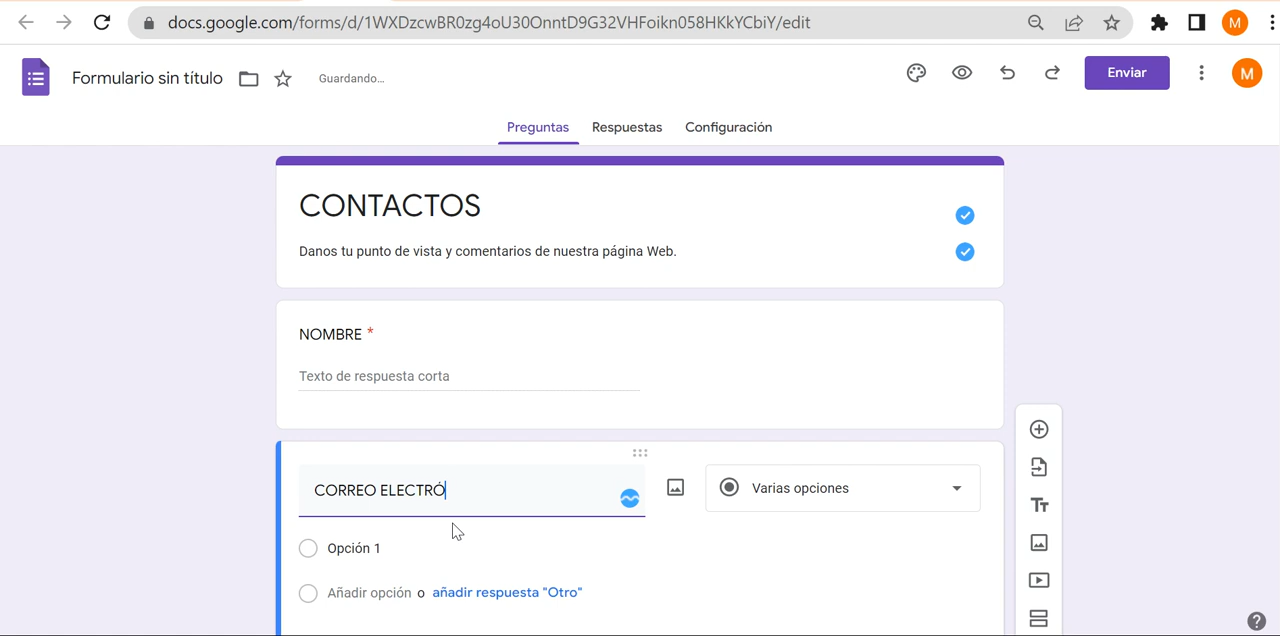 docs.google.com/forms/d/1WXDzcwBR0zg4oU30OnntD9G32VHFoikn058HKkYCbiY/edit
M
Formulario sin título
Guardando...
Enviar
M
Preguntas
Respuestas
Configuración
CONTACTOS
Danos tu punto de vista y comentarios de nuestra página Web.
NOMBRE *
Texto de respuesta corta
CORREO ELECTRÓ
Varias opciones
Opción 1
Añadir opción o añadir respuesta "Otro"
Tт
?